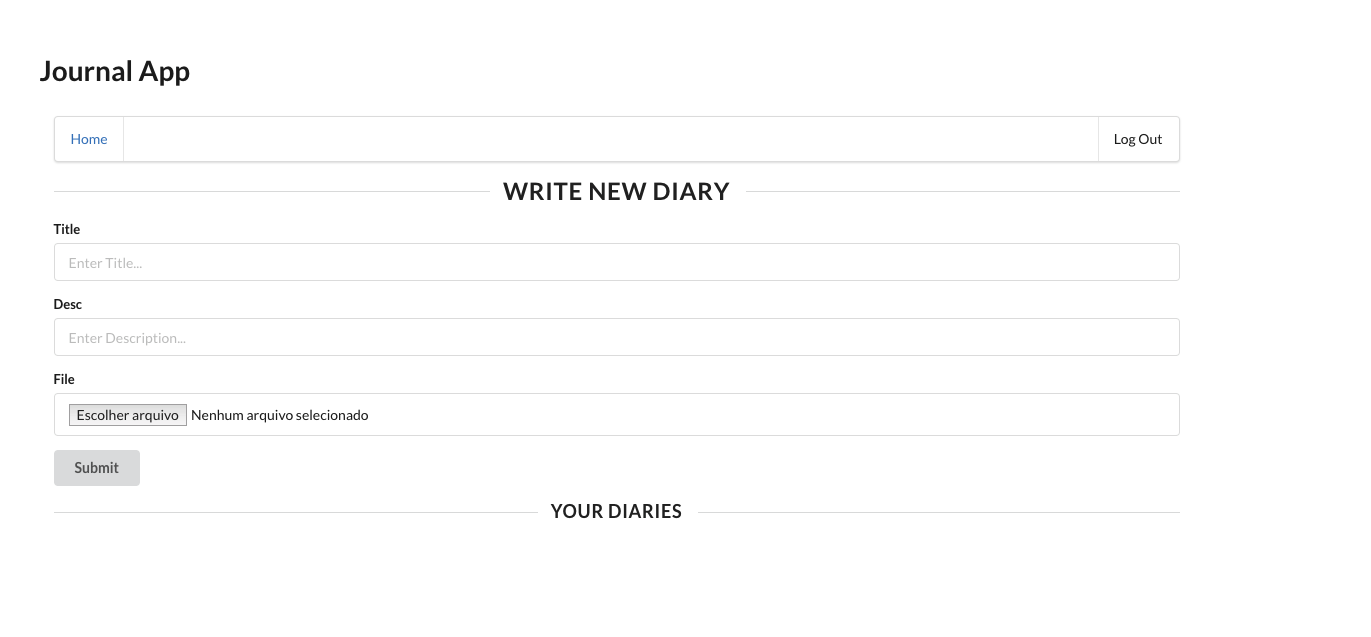 Journal App
Home Log Out
WRITE NEW DIARY
Title
Enter Title...
Desc
Enter Description...
File
Escolher arquivo Nenhum arquivo selecionado
Submit
YOUR DIARIES